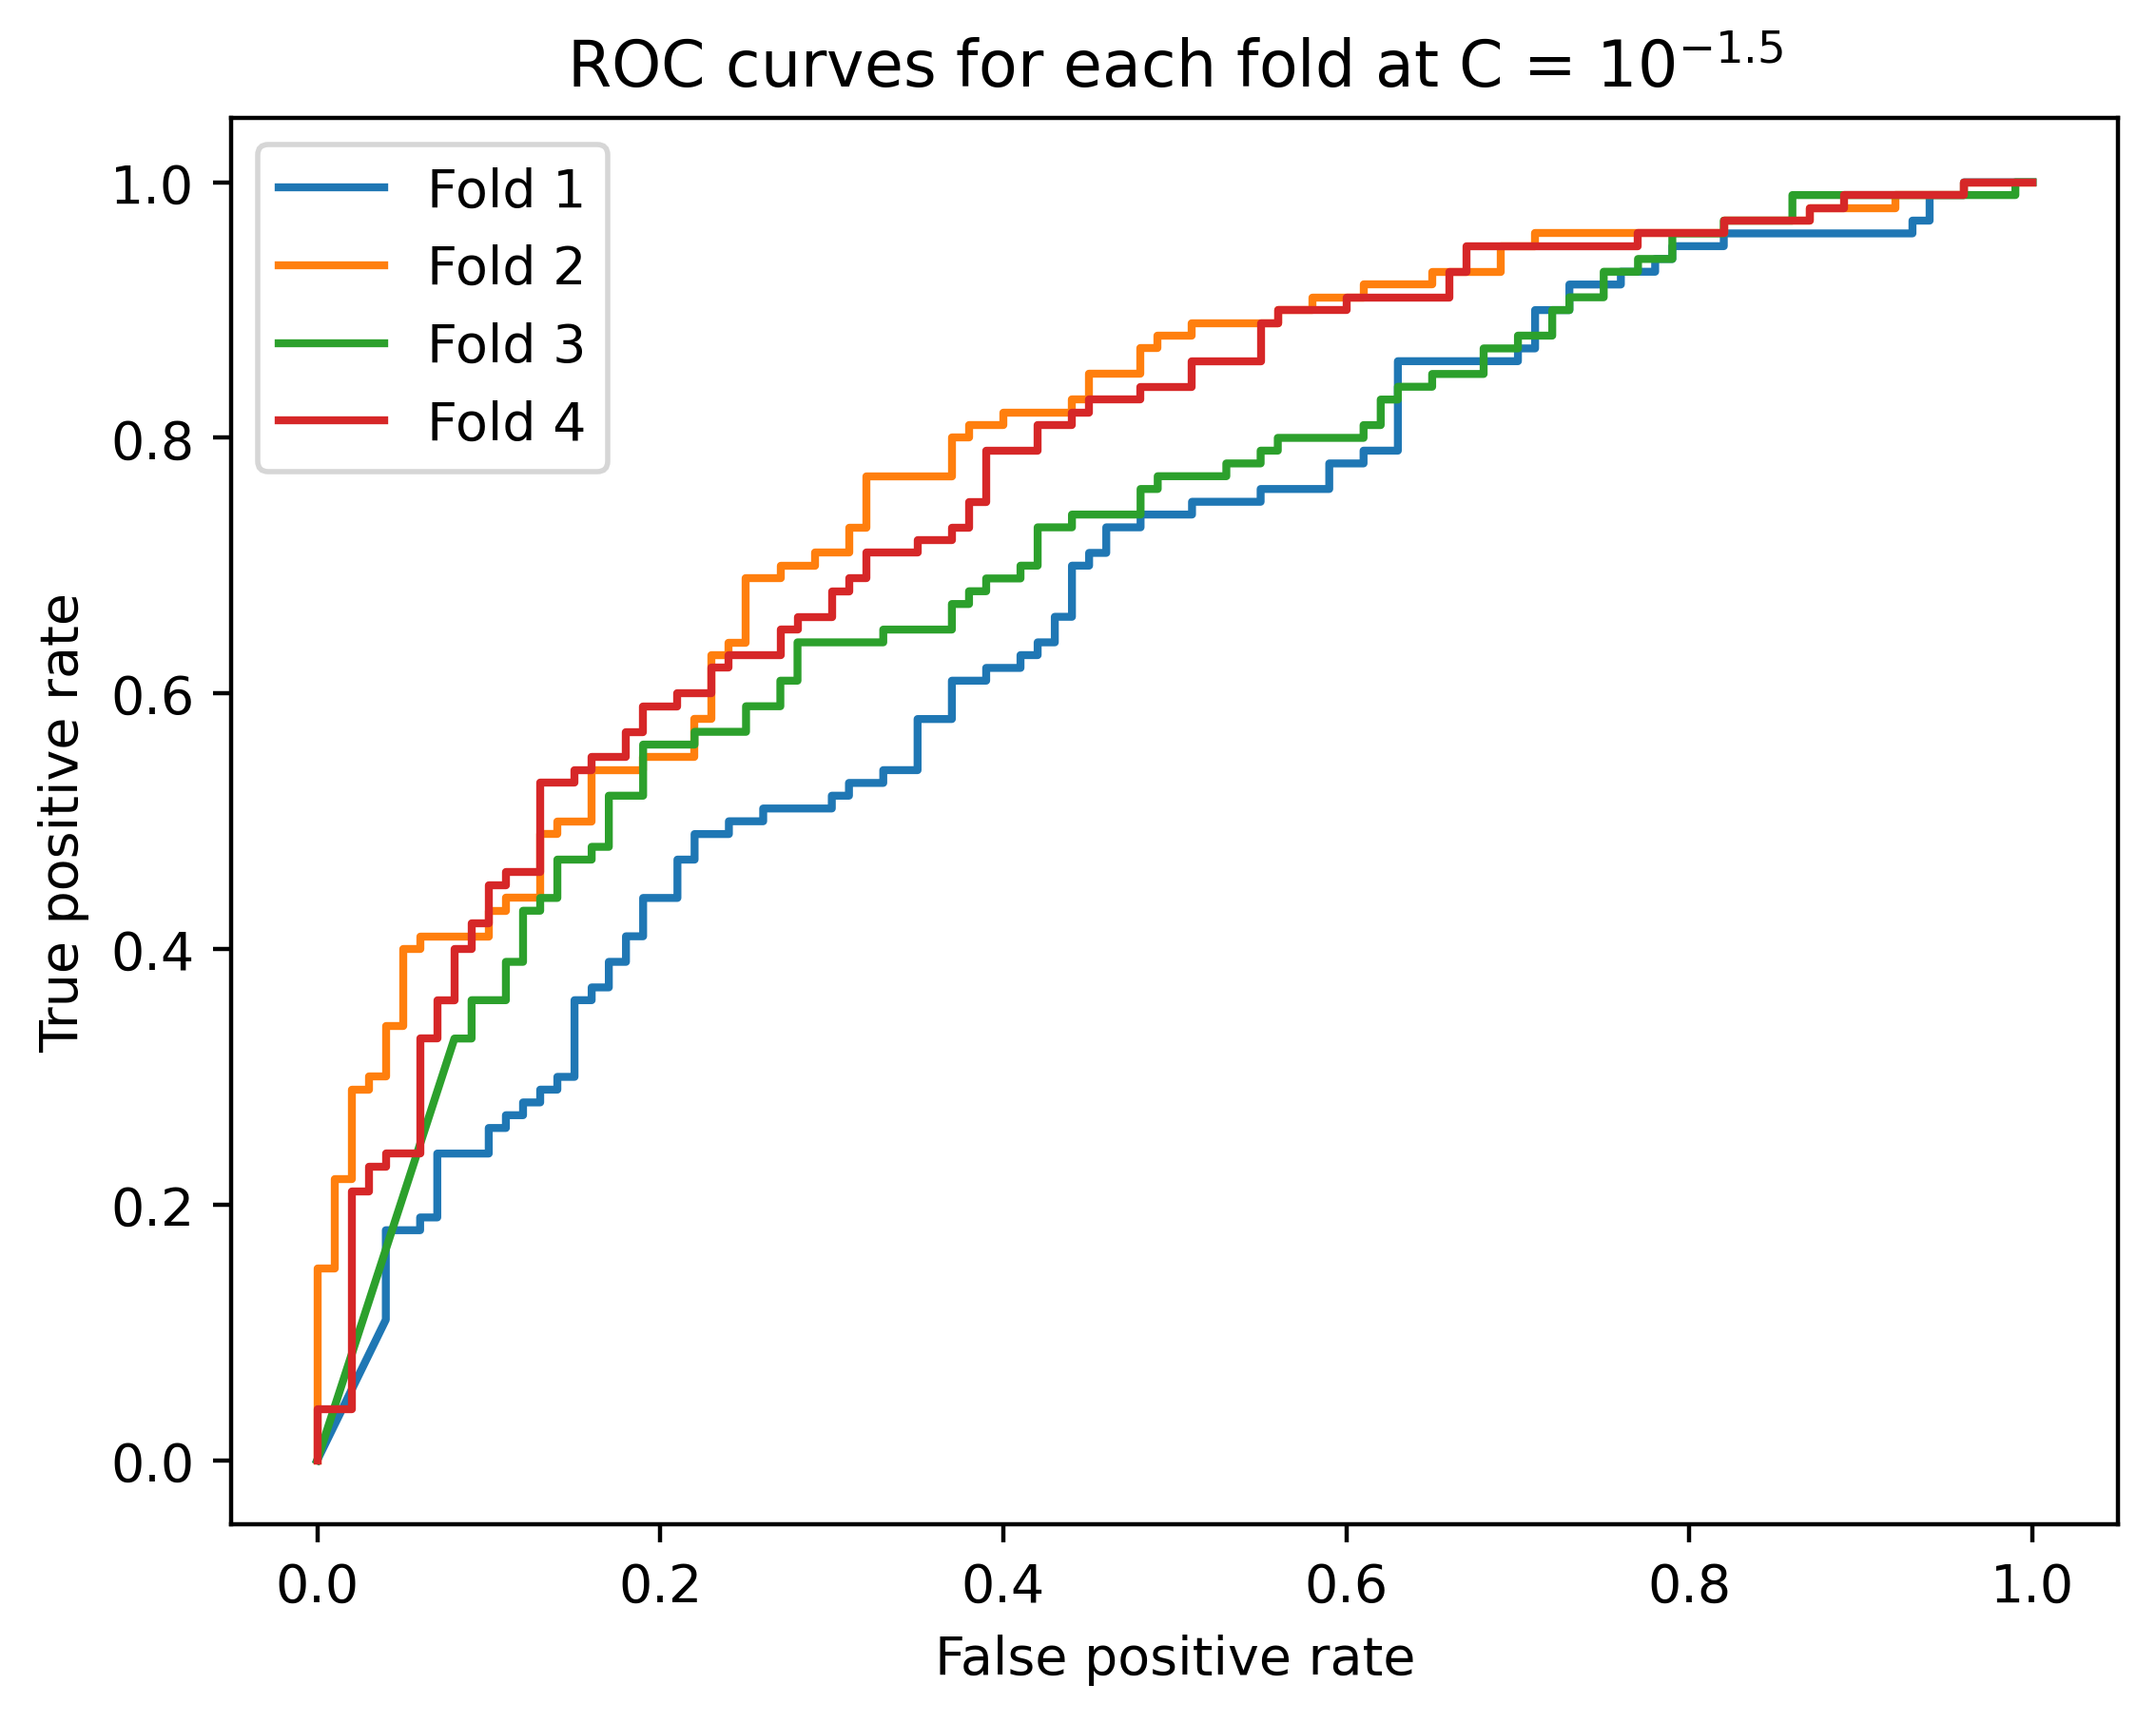 ROC curves for each fold at C = 10⁻¹·⁵
Fold 1
Fold 2
Fold 3
Fold 4
True positive rate
1.0
0.8
0.6
0.4
0.2
0.0
0.0 0.2 0.4 0.6 0.8 1.0
False positive rate